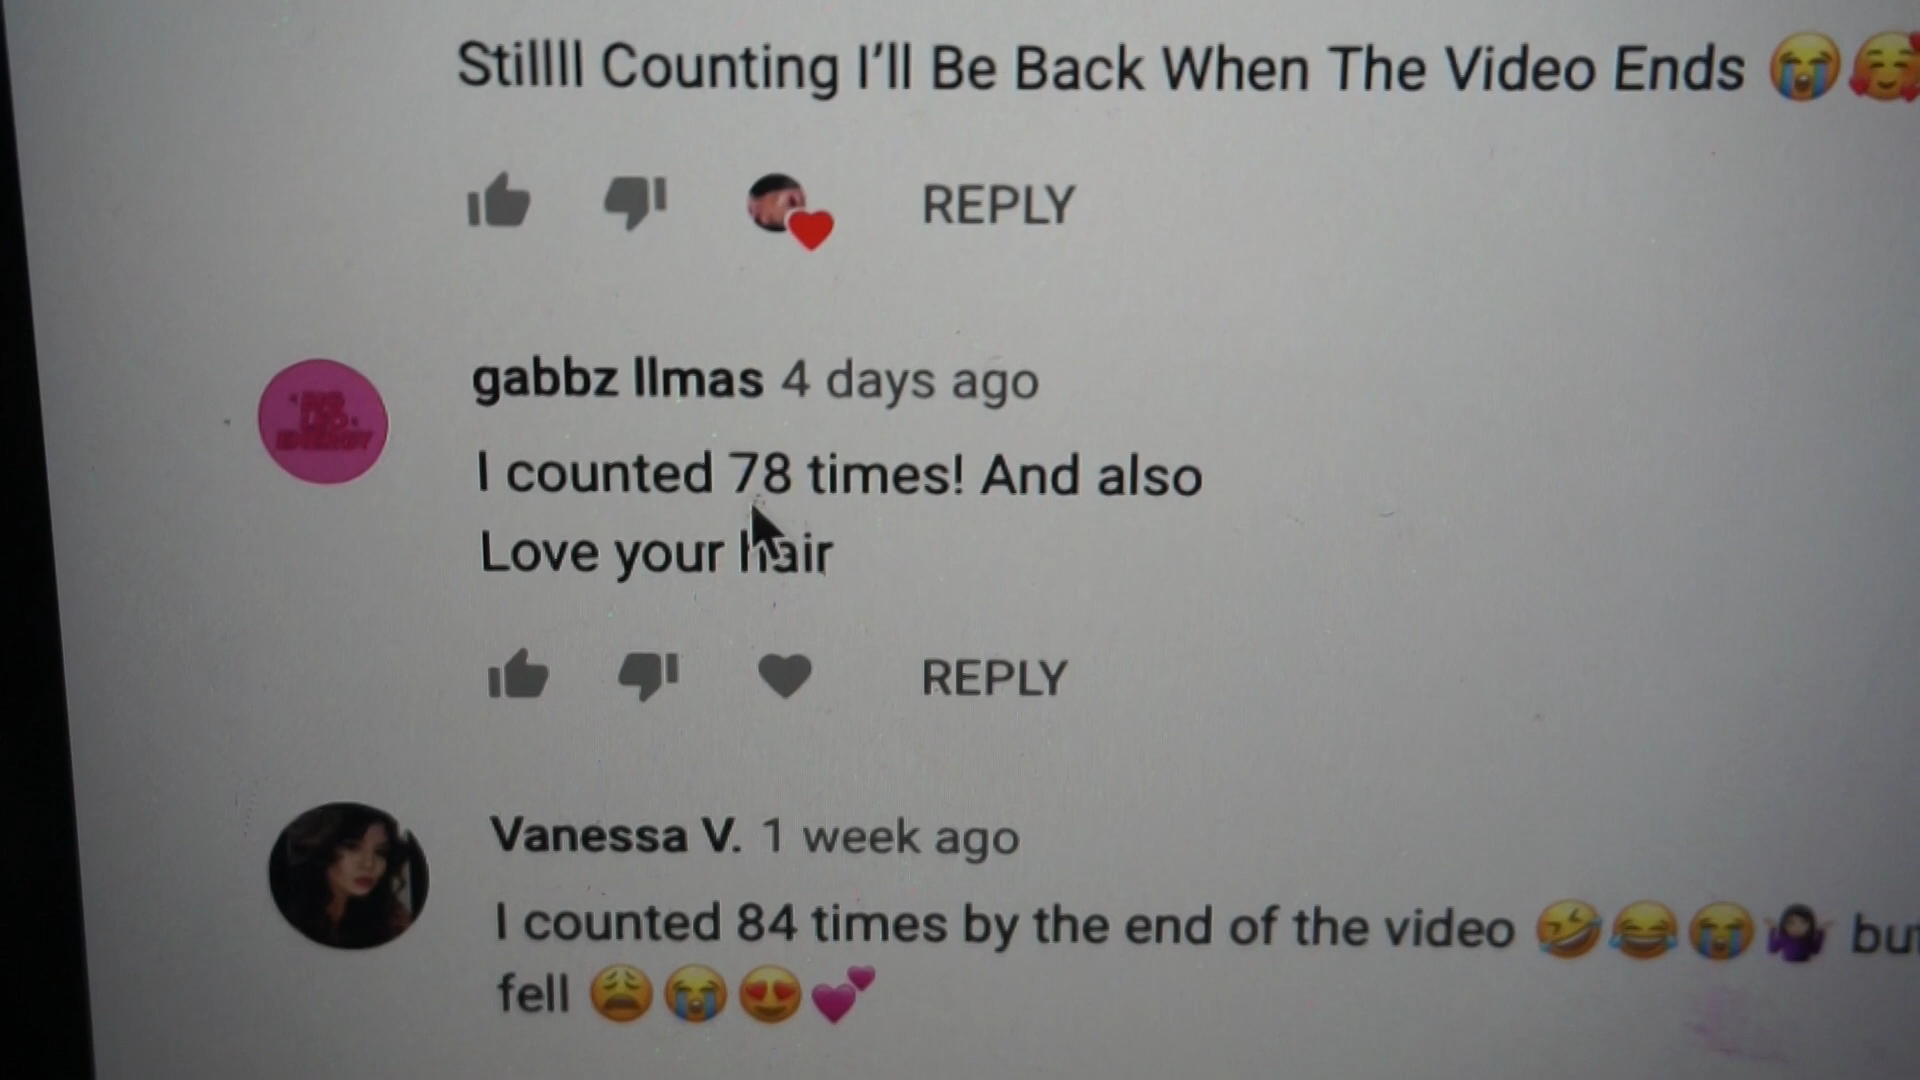 Stillll Counting I'll Be Back When The Video Ends 😭🥰
REPLY
gabbz llmas 4 days ago
I counted 78 times! And also
Love your hair
REPLY
Vanessa V. 1 week ago
I counted 84 times by the end of the video 🤣😂😭🤷🏽‍♀️ but
fell 😩😭😍💕